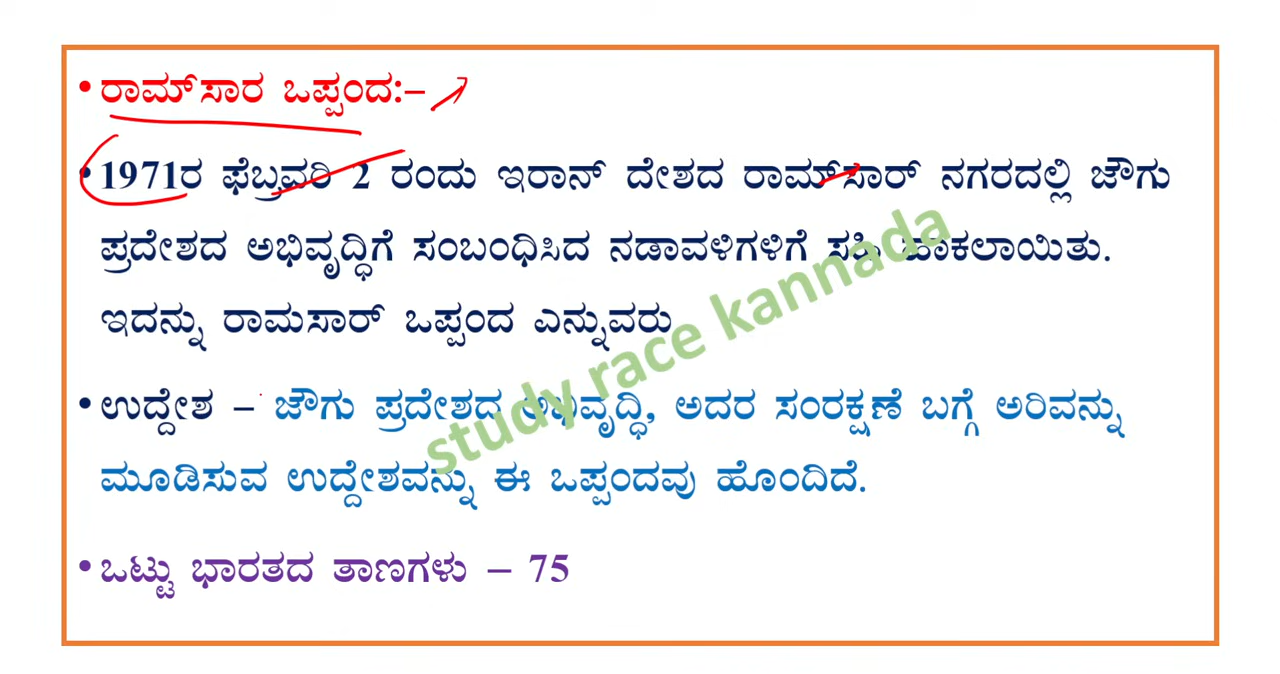 • ರಾಮ್‌ಸಾರ ಒಪ್ಪಂದ:-
• 1971ರ ಫೆಬ್ರವರಿ 2 ರಂದು ಇರಾನ್ ದೇಶದ ರಾಮ್‌ಸಾರ್ ನಗರದಲ್ಲಿ ಜೌಗು
ಪ್ರದೇಶದ ಅಭಿವೃದ್ಧಿಗೆ ಸಂಬಂಧಿಸಿದ ನಡಾವಳಿಗಳಿಗೆ ಸಹಿ ಹಾಕಲಾಯಿತು.
ಇದನ್ನು ರಾಮಸಾರ್ ಒಪ್ಪಂದ ಎನ್ನುವರು
• ಉದ್ದೇಶ – ಜೌಗು ಪ್ರದೇಶದ ಅಭಿವೃದ್ಧಿ, ಅದರ ಸಂರಕ್ಷಣೆ ಬಗ್ಗೆ ಅರಿವನ್ನು
ಮೂಡಿಸುವ ಉದ್ದೇಶವನ್ನು ಈ ಒಪ್ಪಂದವು ಹೊಂದಿದೆ.
• ಒಟ್ಟು ಭಾರತದ ತಾಣಗಳು – 75
study race kannada